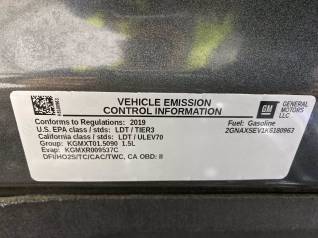 VEHICLE EMISSION
CONTROL INFORMATION
GM
GENERAL
MOTORS LLC
Conforms to Regulations: 2019
Fuel: Gasoline
U.S. EPA class / stds: LDT / TIER3
2GNAXSEV1K6180963
California class / stds: LDT / ULEV70
Group: KGMXT01.5090 1.5L
Evap: KGMXR009537C
DFI/HO2S/TC/CAC/TWC, CA OBD: II